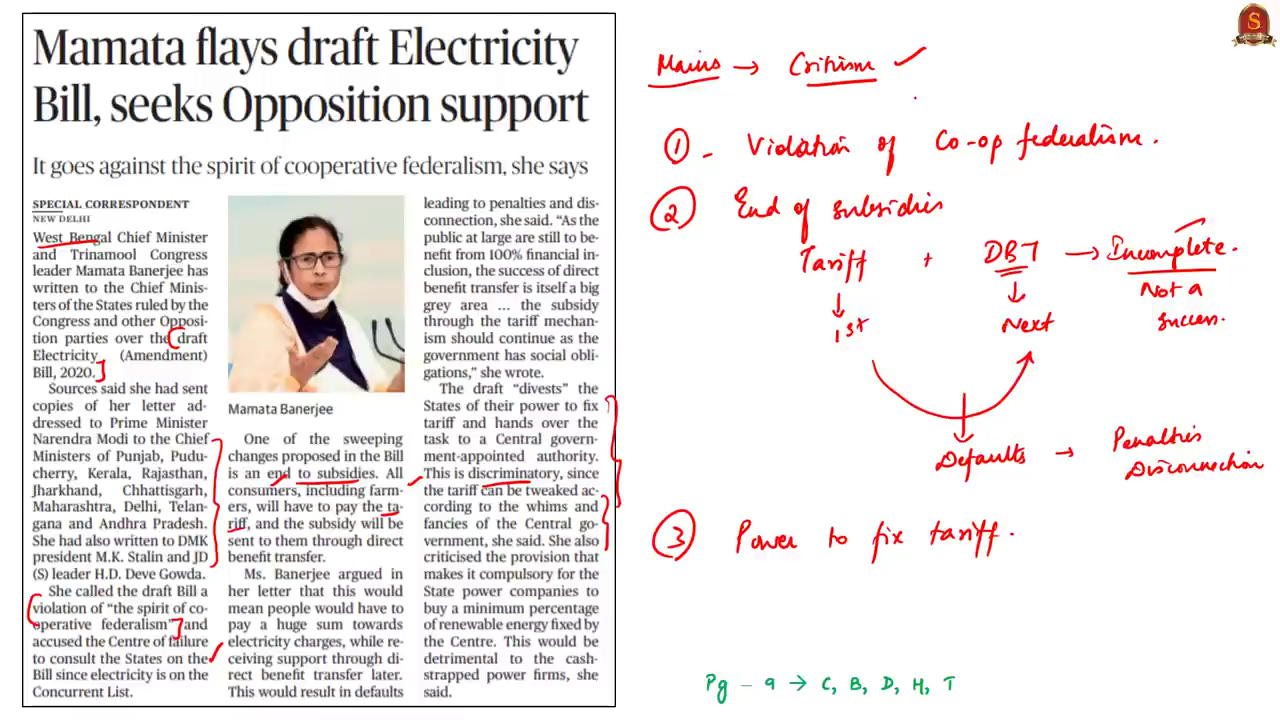 Mamata flays draft Electricity
Bill, seeks Opposition support
It goes against the spirit of cooperative federalism, she says
SPECIAL CORRESPONDENT
NEW DELHI
West Bengal Chief Minister
and Trinamool Congress
leader Mamata Banerjee has
written to the Chief Minis-
ters of the States ruled by the
Congress and other Opposi-
tion parties over the draft
Electricity (Amendment)
Bill, 2020.
Sources said she had sent
copies of her letter ad-
dressed to Prime Minister
Narendra Modi to the Chief
Ministers of Punjab, Pudu-
cherry, Kerala, Rajasthan,
Jharkhand, Chhattisgarh,
Maharashtra, Delhi, Telan-
gana and Andhra Pradesh.
She had also written to DMK
president M.K. Stalin and JD
(S) leader H.D. Deve Gowda.
She called the draft Bill a
violation of "the spirit of co-
operative federalism" and
accused the Centre of failure
to consult the States on the
Bill since electricity is on the
Concurrent List.
Mamata Banerjee
One of the sweeping
changes proposed in the Bill
is an end to subsidies. All
consumers, including farm-
ers, will have to pay the ta-
riff, and the subsidy will be
sent to them through direct
benefit transfer.
Ms. Banerjee argued in
her letter that this would
mean people would have to
pay a huge sum towards
electricity charges, while re-
ceiving support through di-
rect benefit transfer later.
This would result in defaults
leading to penalties and dis-
connection, she said. "As the
public at large are still to be-
nefit from 100% financial in-
clusion, the success of direct
benefit transfer is itself a big
grey area ... the subsidy
through the tariff mechan-
ism should continue as the
government has social obli-
gations," she wrote.
The draft "divests" the
States of their power to fix
tariff and hands over the
task to a Central govern-
ment-appointed authority.
This is discriminatory, since
the tariff can be tweaked ac-
cording to the whims and
fancies of the Central go-
vernment, she said. She also
criticised the provision that
makes it compulsory for the
State power companies to
buy a minimum percentage
of renewable energy fixed by
the Centre. This would be
detrimental to the cash-
strapped power firms, she
said.
Mains → Critism ✓
① - Violation of Co-op federalism.
② End of subsidies
Tariff + DBT → Incomplete.
↓ ↓ Not a
1st Next success.
Defaults → Penalties
Disconnection
③ Power to fix tariff.
Pg - 9 → C, B, D, H, T
S